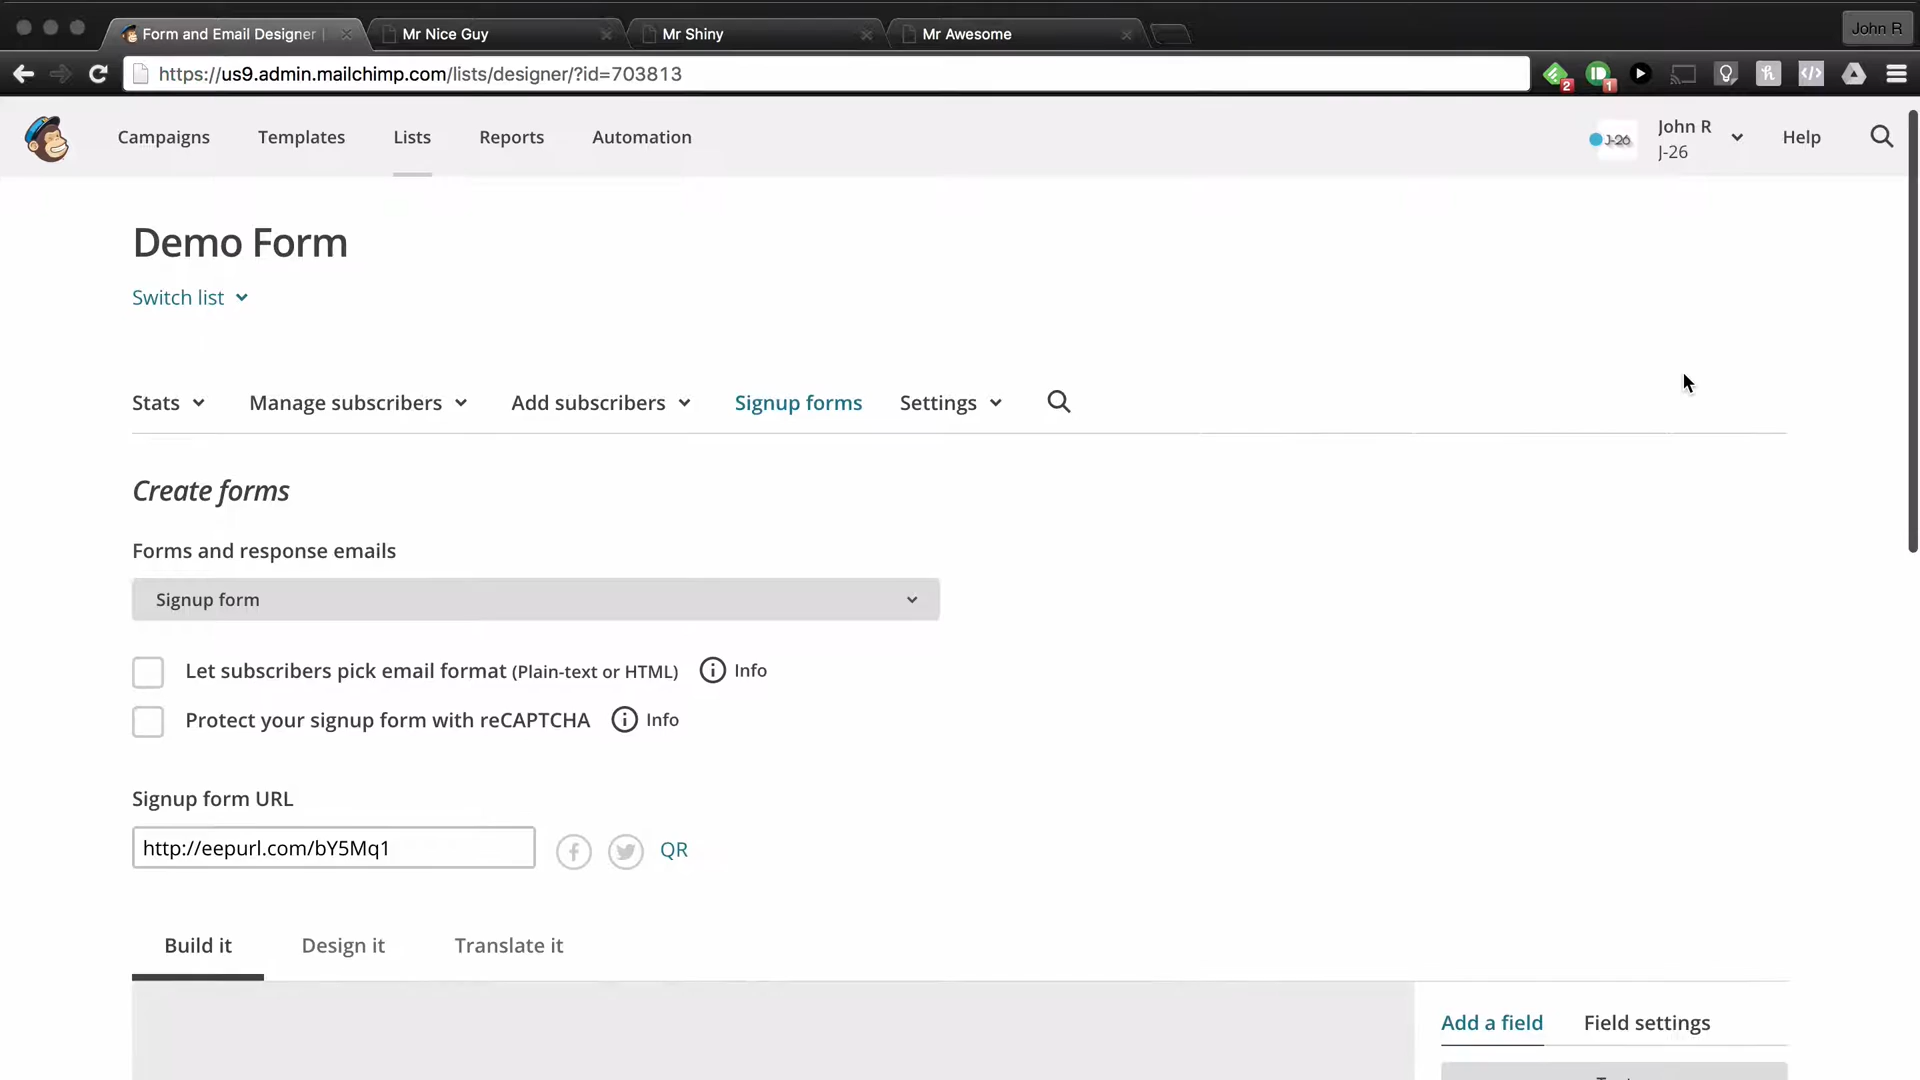 Form and Email Designer |
Mr Nice Guy
Mr Shiny
Mr Awesome
John R
https://us9.admin.mailchimp.com/lists/designer/?id=703813
2
1
Campaigns
Templates
Lists
Reports
Automation
J-26
John R
J-26
Help
Demo Form
Switch list
Stats
Manage subscribers
Add subscribers
Signup forms
Settings
Create forms
Forms and response emails
Signup form
Let subscribers pick email format (Plain-text or HTML)
Info
Protect your signup form with reCAPTCHA
Info
Signup form URL
http://eepurl.com/bY5Mq1
QR
Build it
Design it
Translate it
Add a field
Field settings